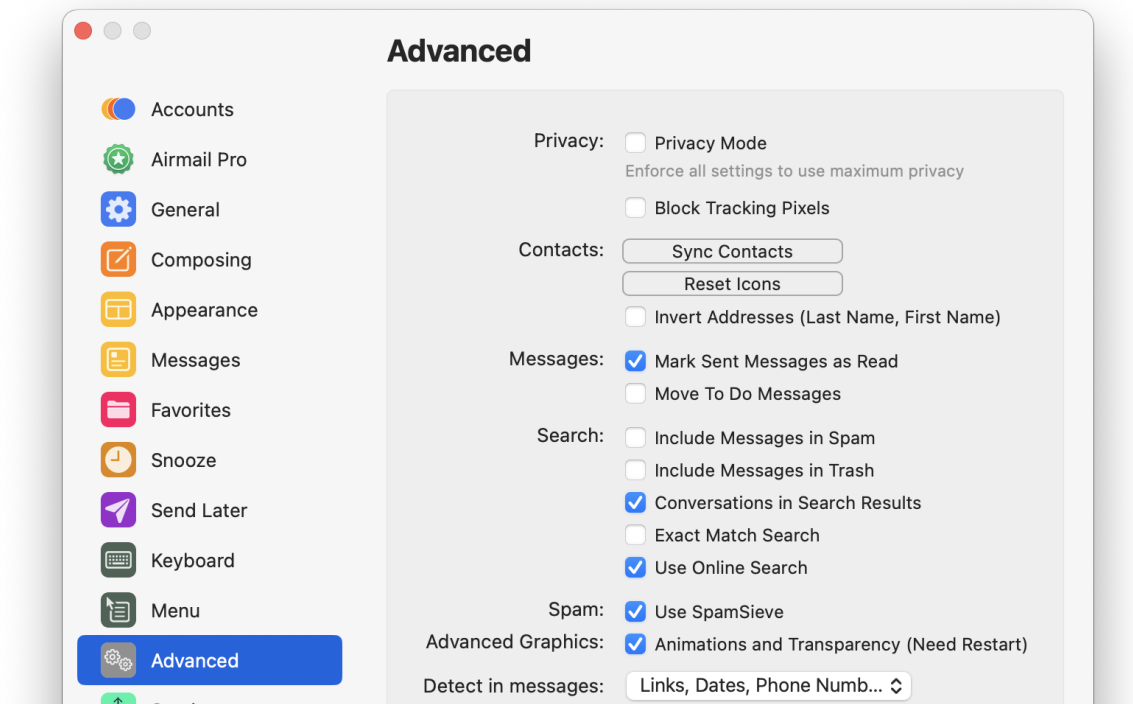 Advanced
Accounts
Airmail Pro
General
Composing
Appearance
Messages
Favorites
Snooze
Send Later
Keyboard
Menu
Advanced
Privacy: Privacy Mode
Enforce all settings to use maximum privacy
Block Tracking Pixels
Contacts: Sync Contacts
Reset Icons
Invert Addresses (Last Name, First Name)
Messages: Mark Sent Messages as Read
Move To Do Messages
Search: Include Messages in Spam
Include Messages in Trash
Conversations in Search Results
Exact Match Search
Use Online Search
Spam: Use SpamSieve
Advanced Graphics: Animations and Transparency (Need Restart)
Detect in messages: Links, Dates, Phone Numb...